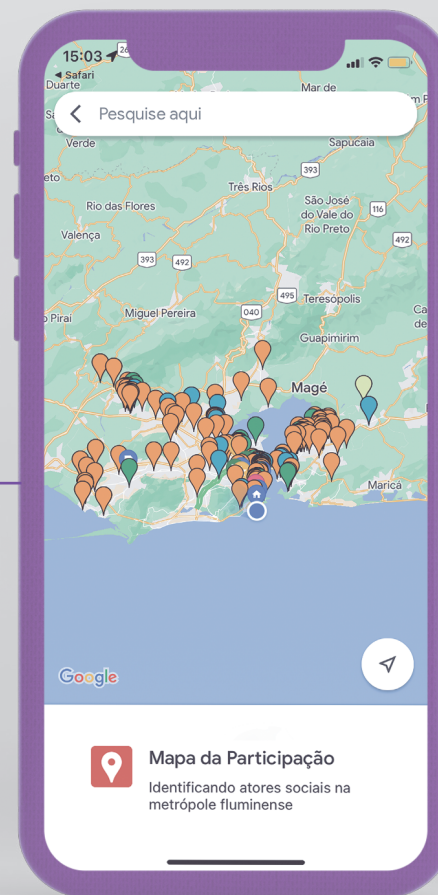 15:03
Safari
Duarte
Mar de
Pesquise aqui
Verde
Sapucaia
393
Três Rios
Rio das Flores
São José
do Vale do
Rio Preto
116
Valença
492
393
492
495
Teresópolis
040
o Piraí
Miguel Pereira
Guapimirim
Magé
Maricá
Google
Mapa da Participação
Identificando atores sociais na
metrópole fluminense